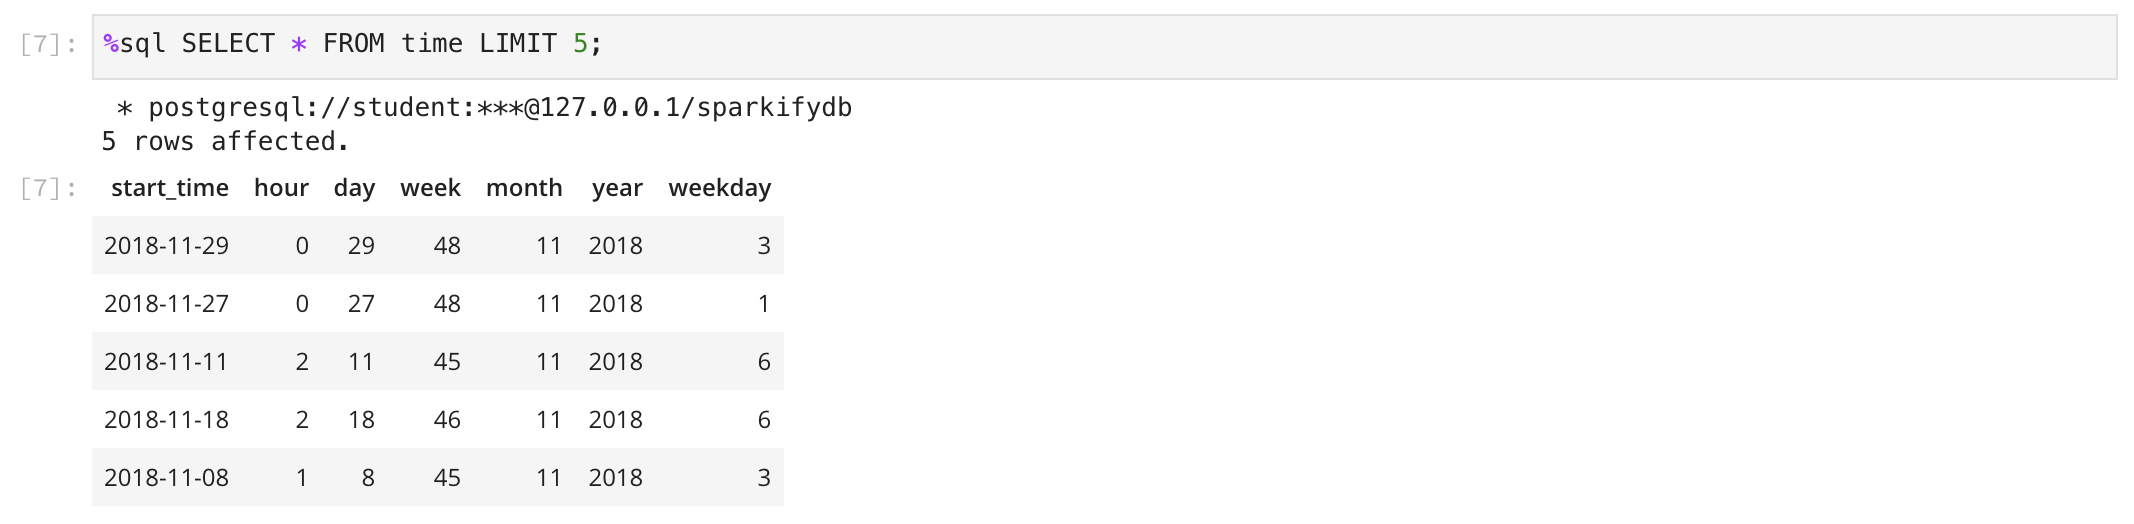 [7]: %sql SELECT * FROM time LIMIT 5;
* postgresql://student:***@127.0.0.1/sparkifydb
5 rows affected.
[7]: start_time hour day week month year weekday
2018-11-29 0 29 48 11 2018 3
2018-11-27 0 27 48 11 2018 1
2018-11-11 2 11 45 11 2018 6
2018-11-18 2 18 46 11 2018 6
2018-11-08 1 8 45 11 2018 3